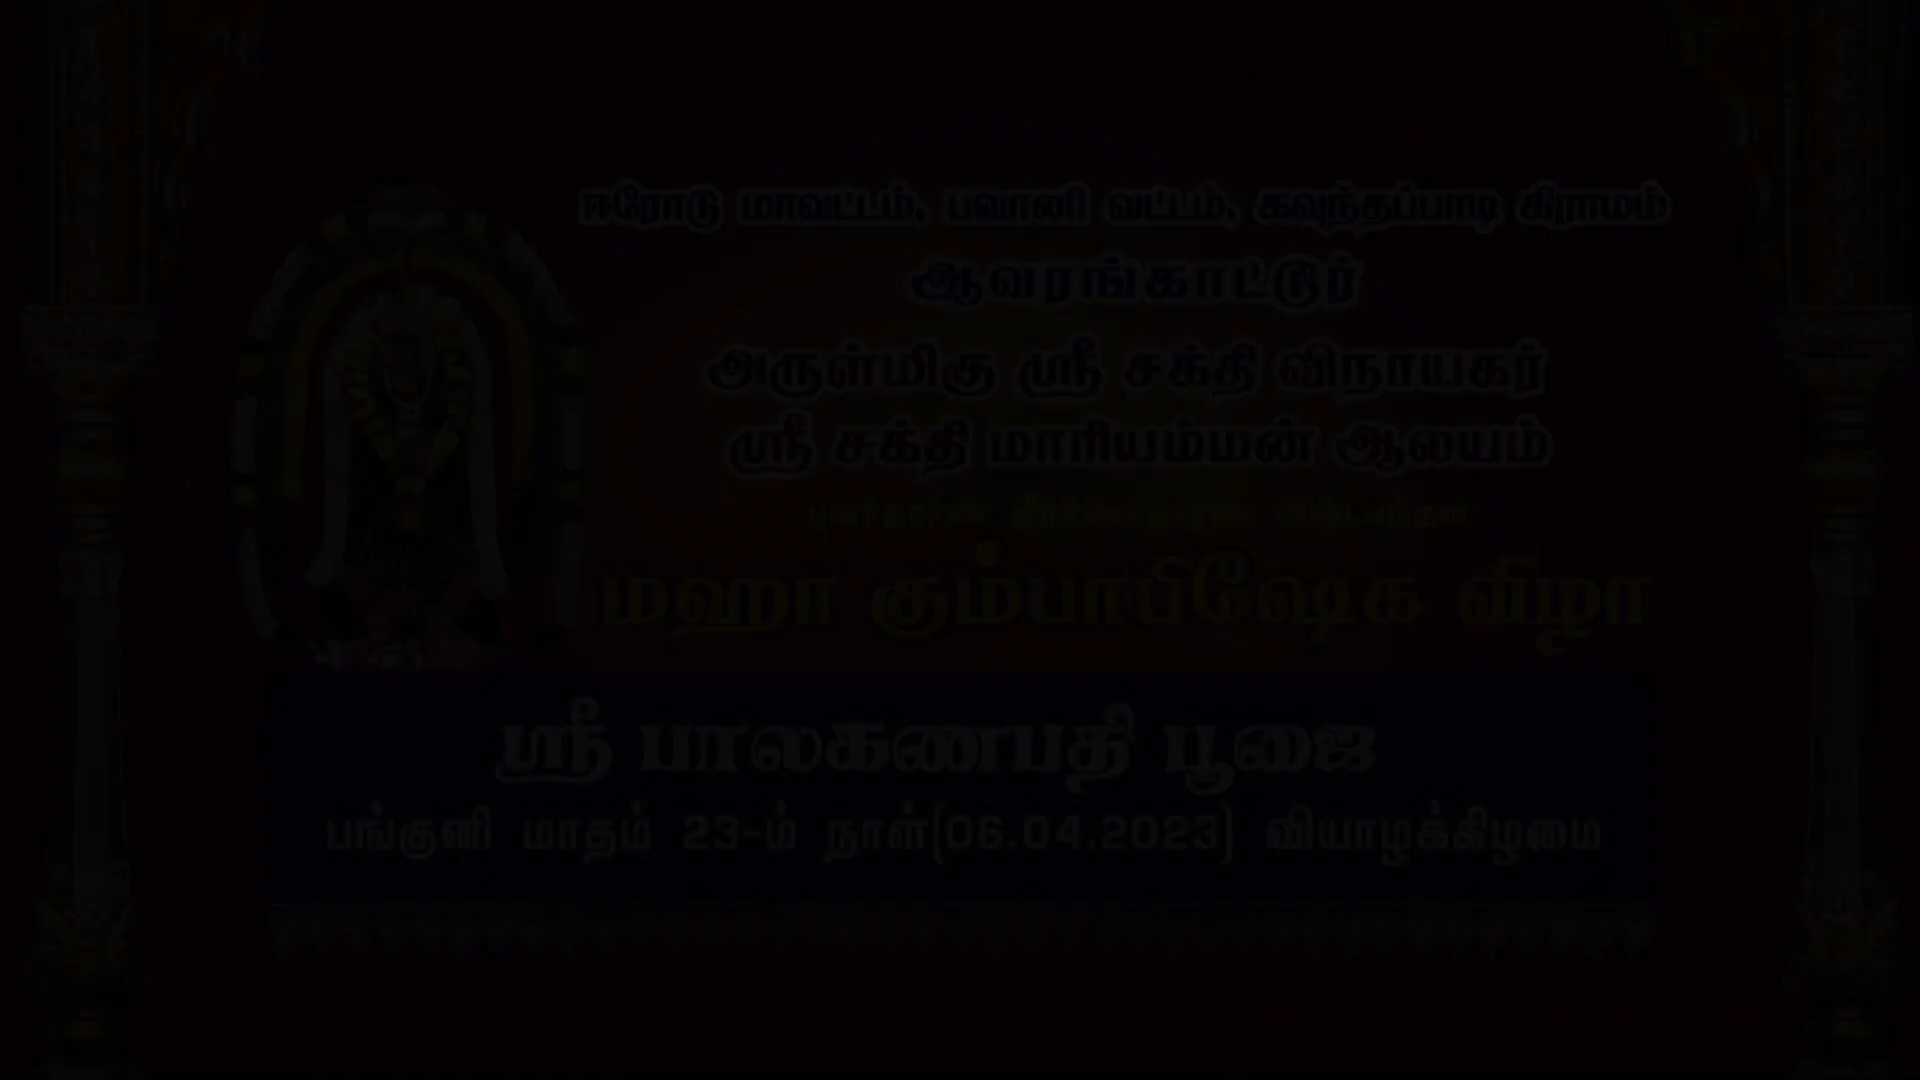 ஈரோடு மாவட்டம், பவானி வட்டம், கவுந்தப்பாடி கிராமம்
ஆவரங்காட்டூர்
அருள்மிகு ஸ்ரீ சக்தி விநாயகர்
ஸ்ரீ சக்தி மாரியம்மன் ஆலயம்
மஹா கும்பாபிஷேக விழா
ஸ்ரீ பாலகணபதி பூஜை
பங்குனி மாதம் 23-ம் நாள்(06.04.2023) வியாழக்கிழமை